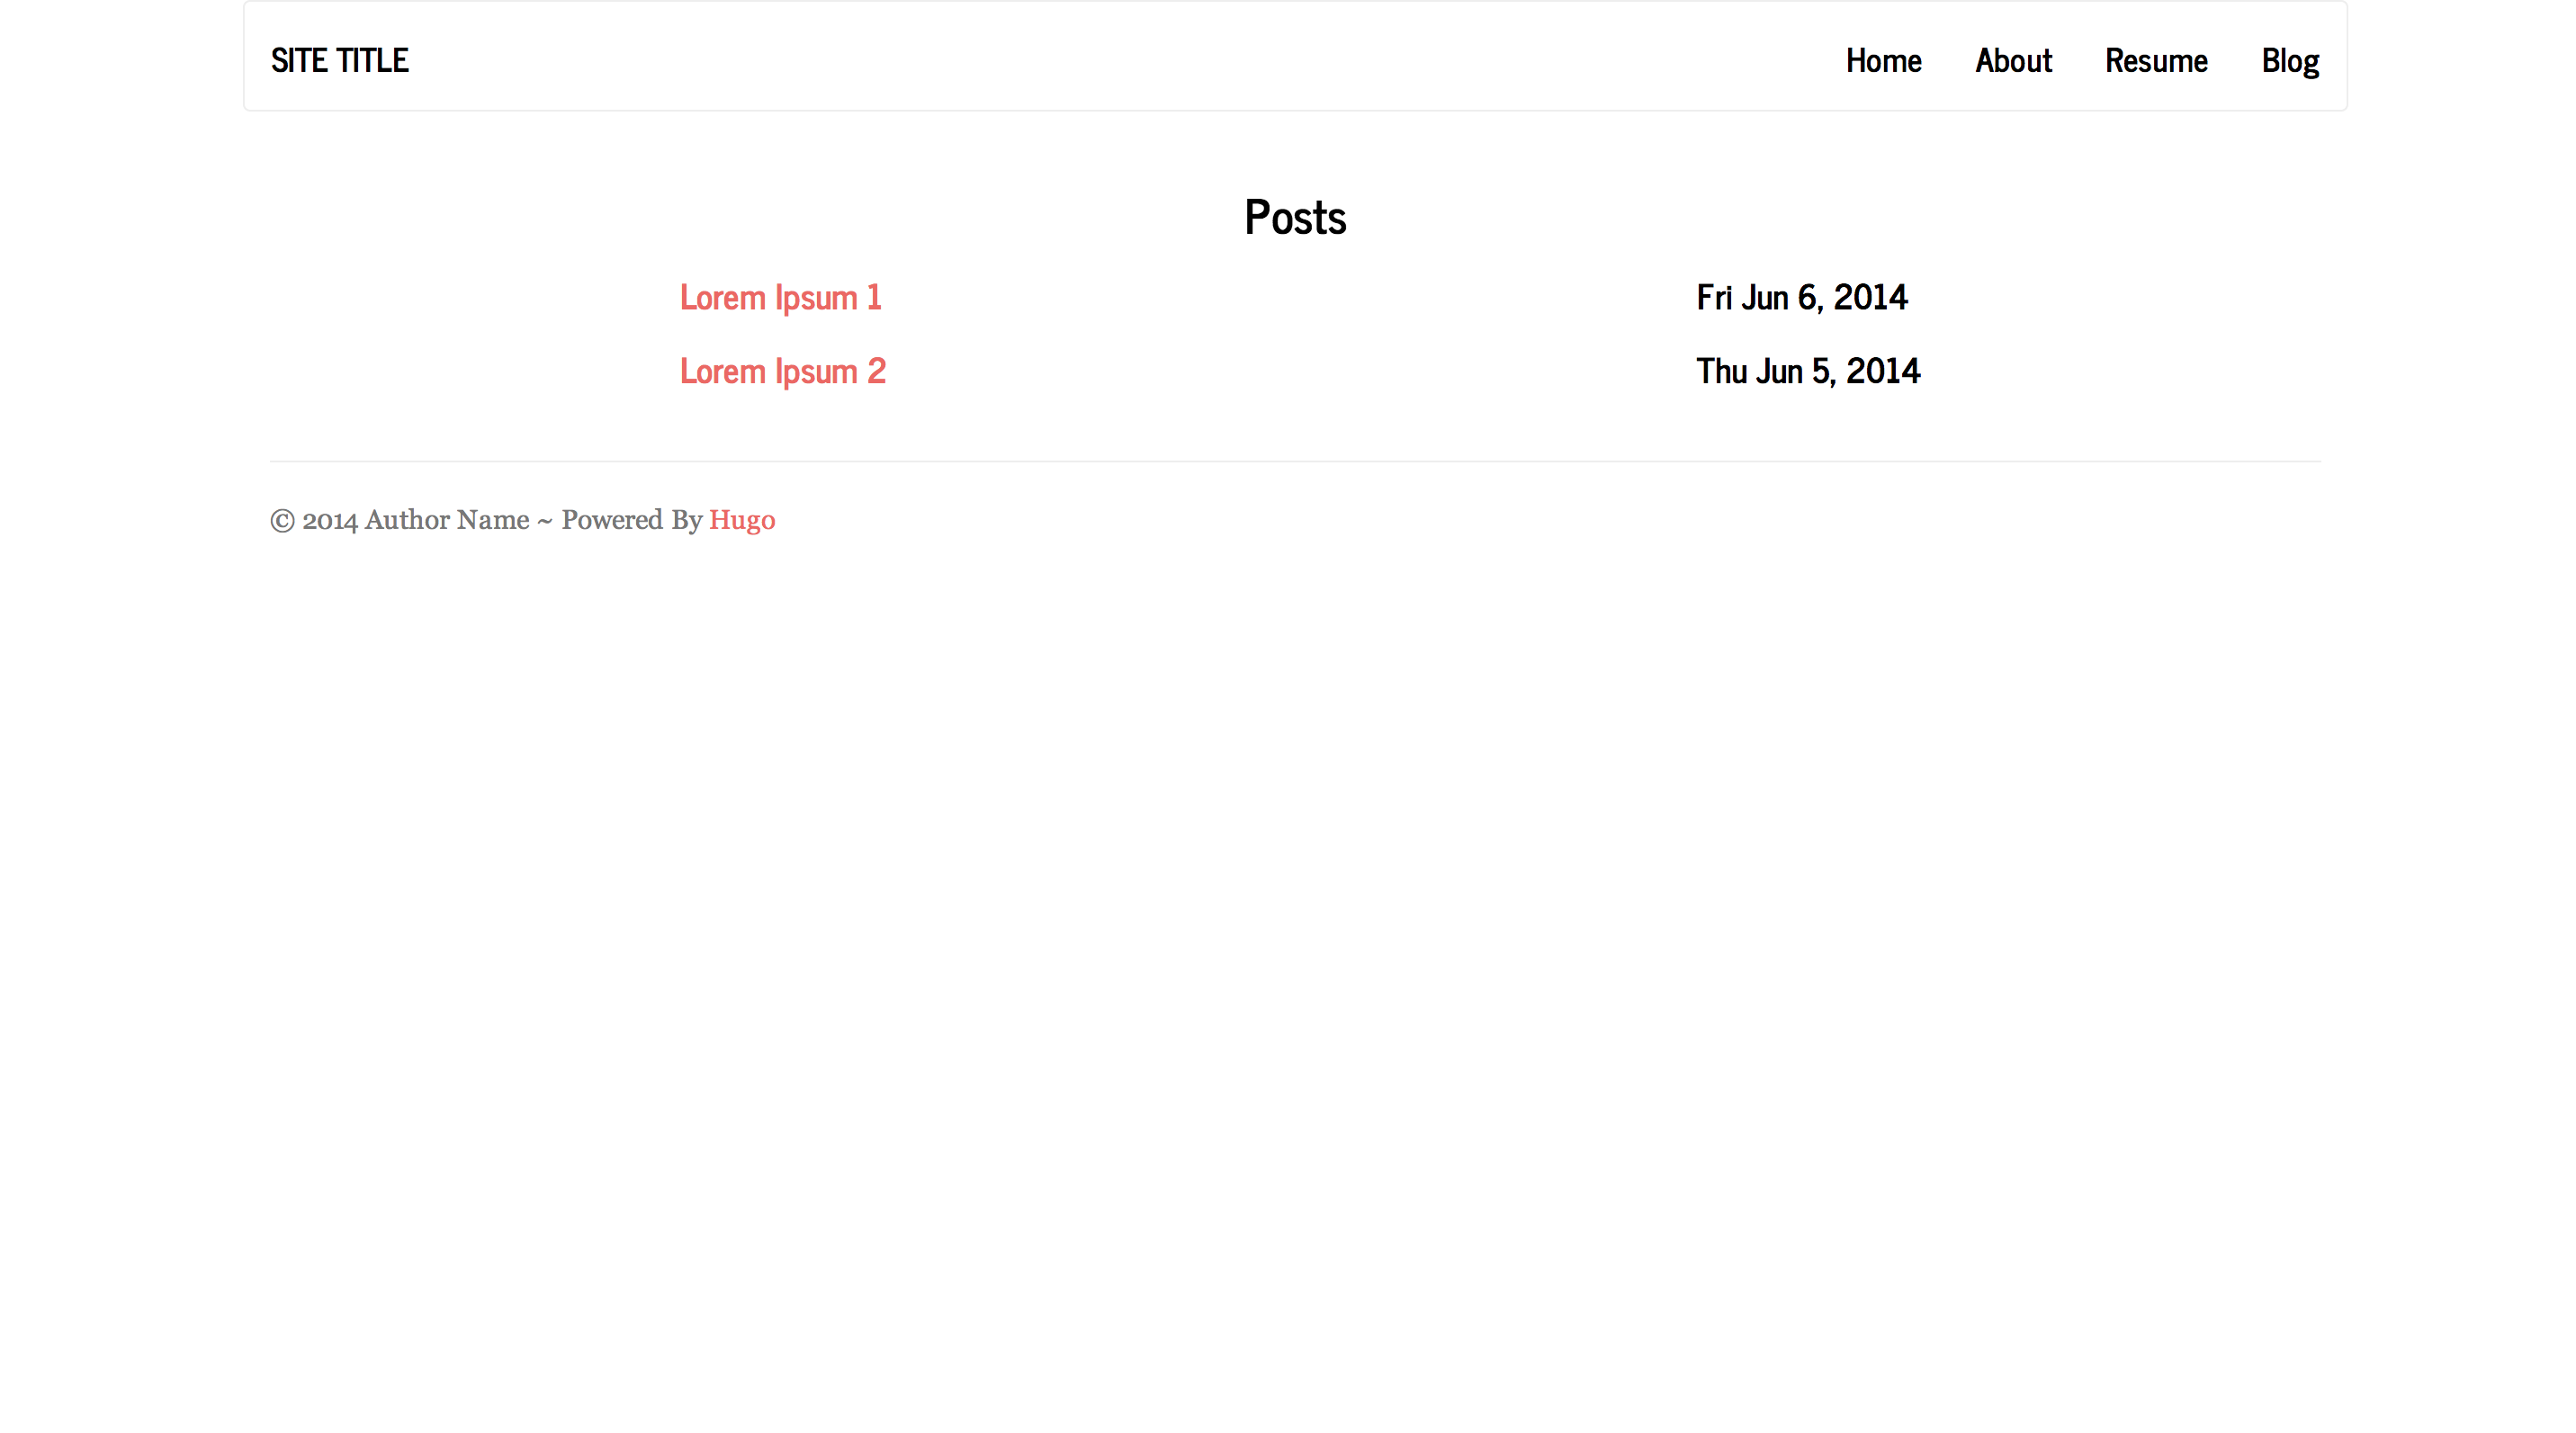 SITE TITLE Home About Resume Blog
Posts
Lorem Ipsum 1 Fri Jun 6, 2014
Lorem Ipsum 2 Thu Jun 5, 2014
© 2014 Author Name ~ Powered By Hugo